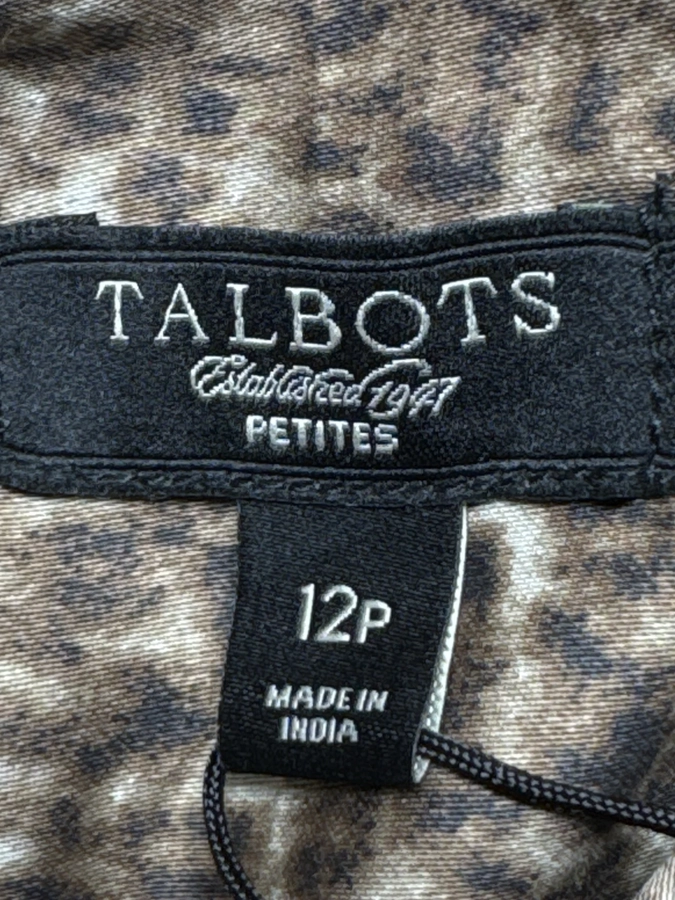 TALBOTS
Established 1947
PETITES
12P
MADE IN
INDIA